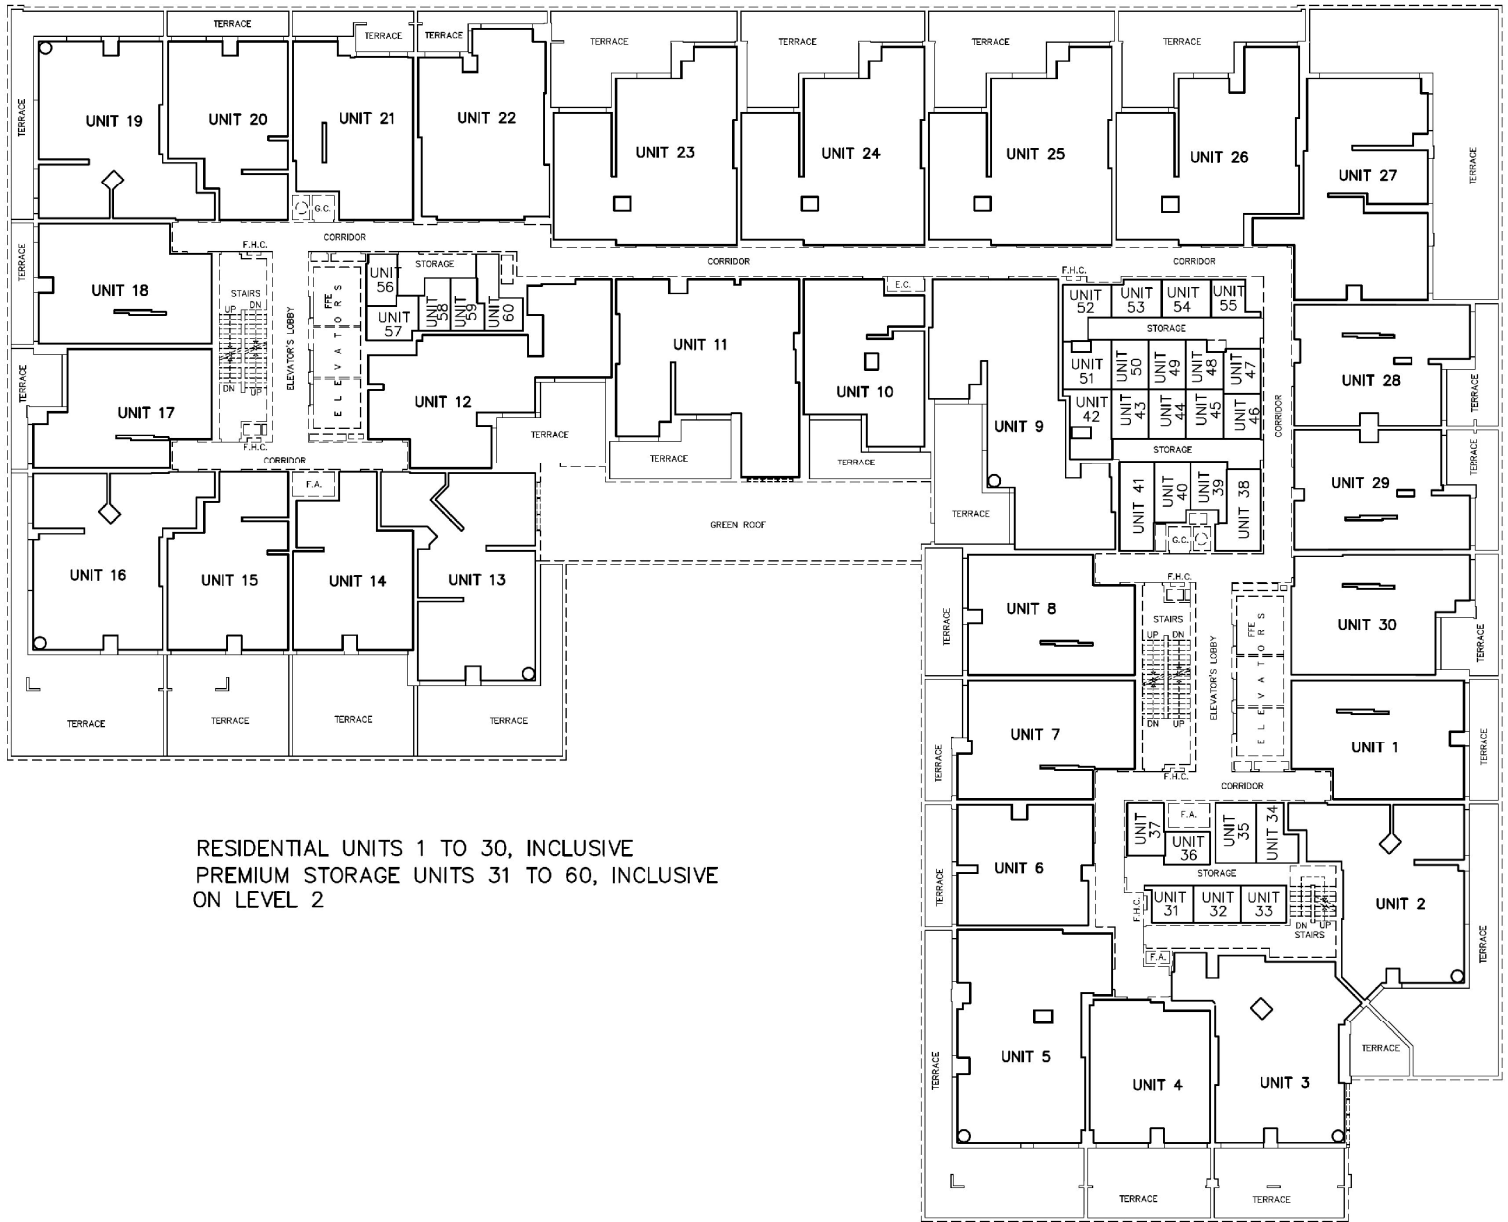 TERRACE
TERRACE
TERRACE
TERRACE
TERRACE
TERRACE
TERRACE
TERRACE
UNIT 19
UNIT 20
UNIT 21
UNIT 22
UNIT 23
UNIT 24
UNIT 25
UNIT 26
UNIT 27
TERRACE
G.C.
CORRIDOR
F.H.C.
CORRIDOR
CORRIDOR
TERRACE
UNIT 18
STAIRS
UP DN
DN UP
ELEVATOR'S LOBBY
FFE
ELEVATORS
STORAGE
UNIT 56
UNIT 57
UNIT 58
UNIT 59
UNIT 60
E.C.
F.H.C.
UNIT 52
UNIT 53
UNIT 54
UNIT 55
STORAGE
UNIT 11
UNIT 51
UNIT 50
UNIT 49
UNIT 48
UNIT 47
UNIT 28
TERRACE
TERRACE
UNIT 17
UNIT 12
UNIT 10
UNIT 9
UNIT 42
UNIT 43
UNIT 44
UNIT 45
UNIT 46
CORRIDOR
TERRACE
F.H.C.
CORRIDOR
TERRACE
TERRACE
STORAGE
TERRACE
F.A.
UNIT 41
UNIT 40
UNIT 39
UNIT 38
UNIT 29
TERRACE
GREEN ROOF
G.C.
UNIT 16
UNIT 15
UNIT 14
UNIT 13
F.H.C.
UNIT 8
TERRACE
STAIRS
UP DN
DN UP
ELEVATOR'S LOBBY
FFE
ELEVATORS
UNIT 30
TERRACE
TERRACE
TERRACE
TERRACE
TERRACE
UNIT 7
TERRACE
UNIT 1
TERRACE
F.H.C.
CORRIDOR
RESIDENTIAL UNITS 1 TO 30, INCLUSIVE
PREMIUM STORAGE UNITS 31 TO 60, INCLUSIVE
ON LEVEL 2
UNIT 37
F.A.
UNIT 36
UNIT 35
UNIT 34
STORAGE
UNIT 6
TERRACE
F.H.C.
UNIT 31
UNIT 32
UNIT 33
DN UP
STAIRS
UNIT 2
TERRACE
F.A.
UNIT 5
TERRACE
UNIT 4
UNIT 3
TERRACE
TERRACE
TERRACE